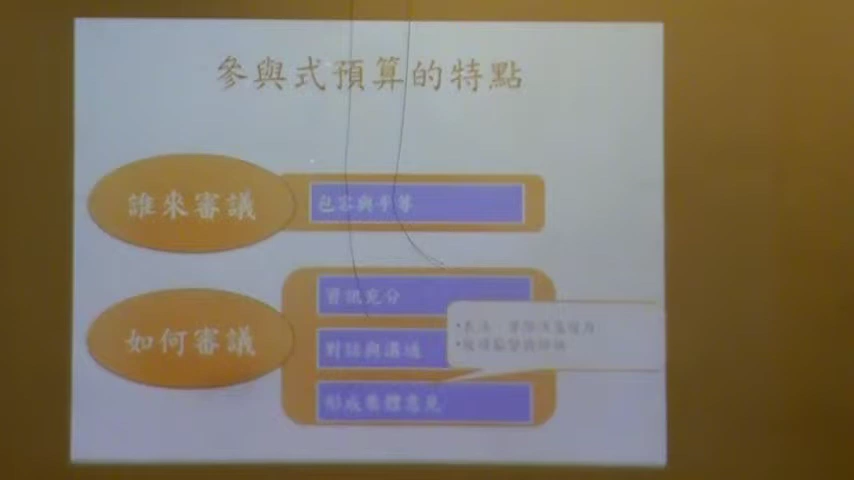 參與式預算的特點
誰來審議
包容與平等
如何審議
資訊充分
對話與溝通
形成集體意見